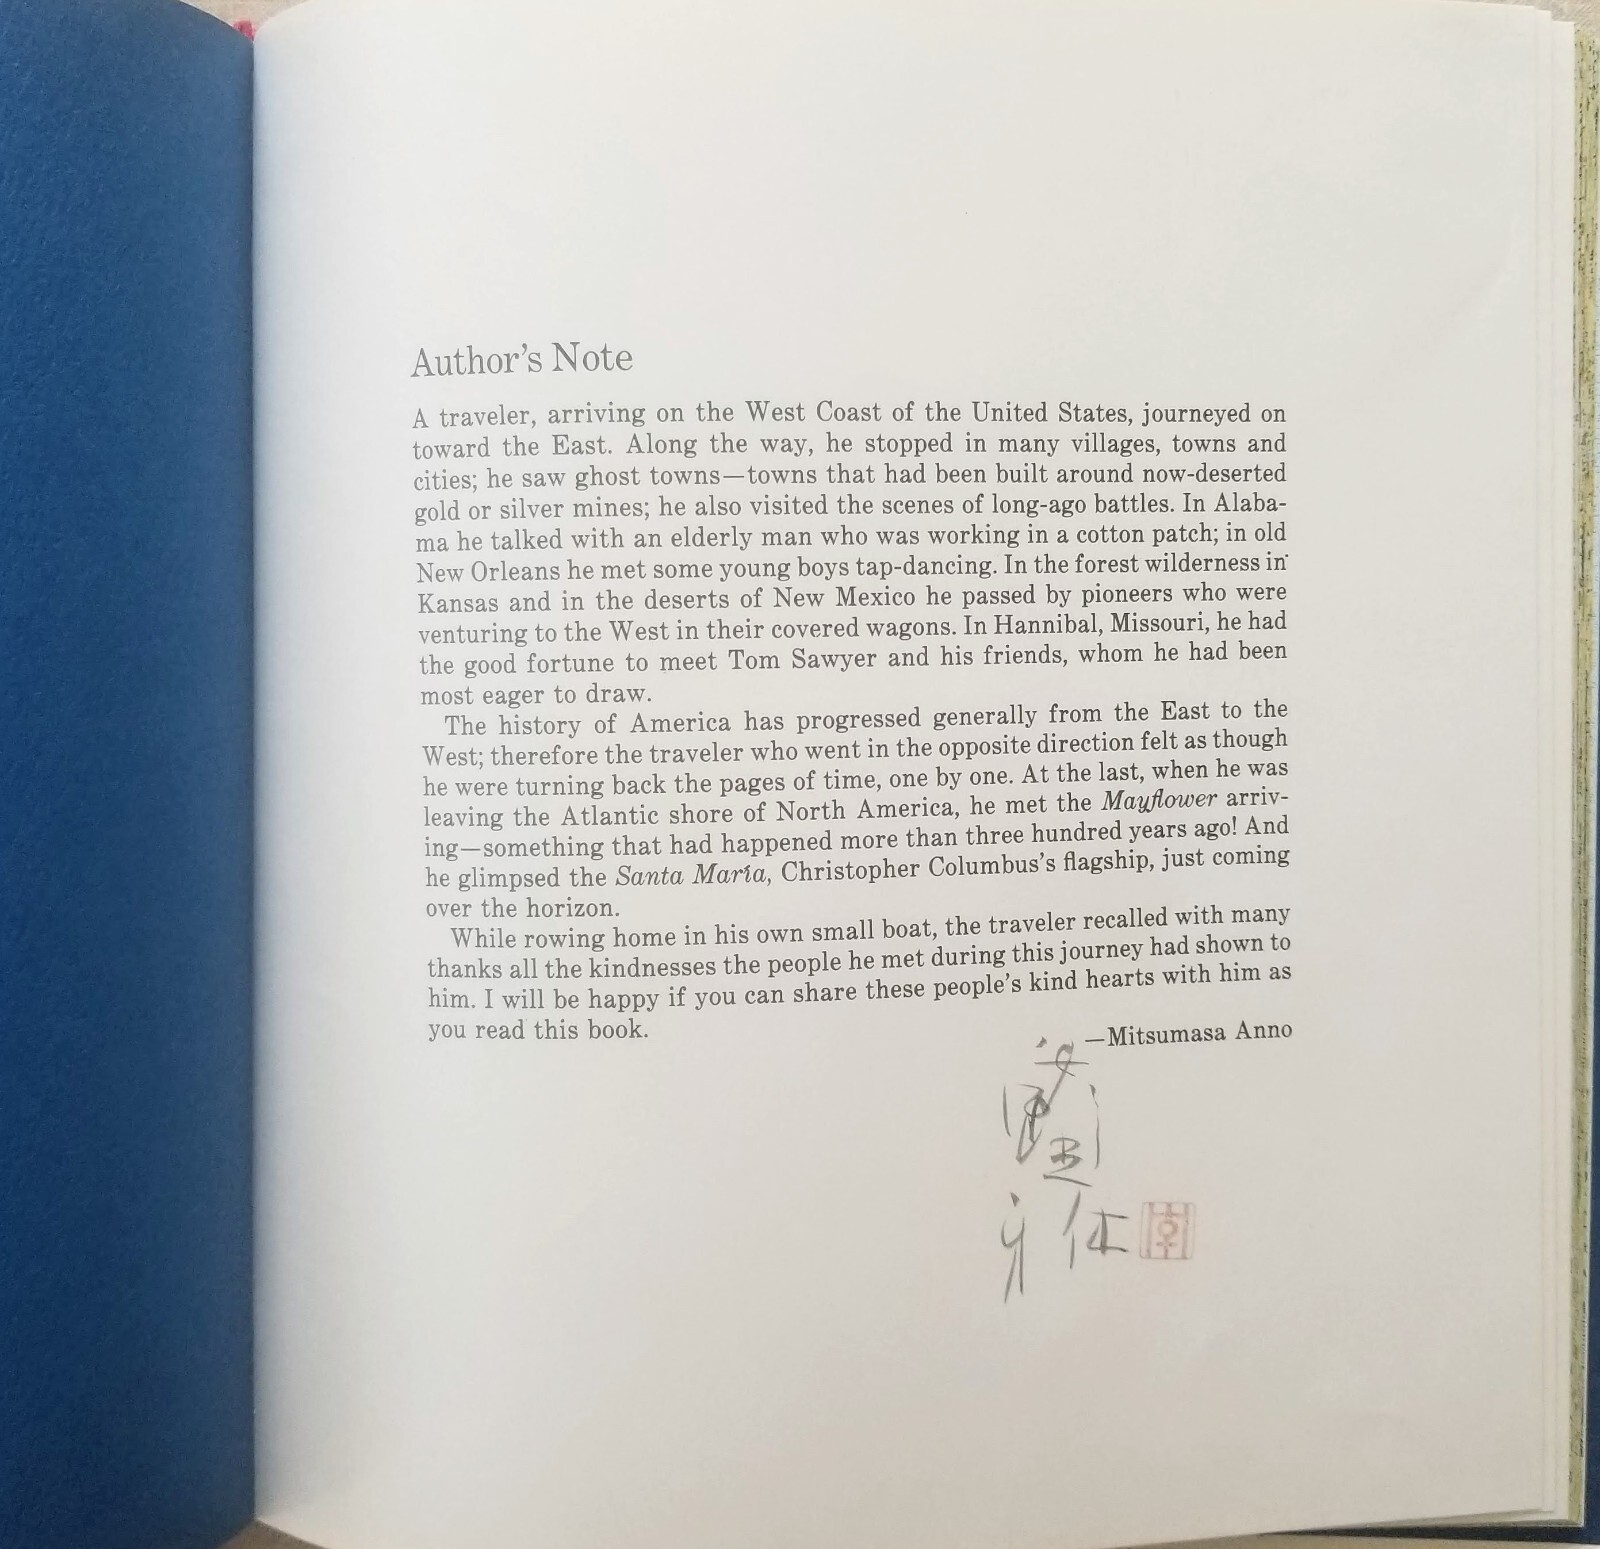 Author's Note
A traveler, arriving on the West Coast of the United States, journeyed on
toward the East. Along the way, he stopped in many villages, towns and
cities; he saw ghost towns—towns that had been built around now-deserted
gold or silver mines; he also visited the scenes of long-ago battles. In Alaba-
ma he talked with an elderly man who was working in a cotton patch; in old
New Orleans he met some young boys tap-dancing. In the forest wilderness in
Kansas and in the deserts of New Mexico he passed by pioneers who were
venturing to the West in their covered wagons. In Hannibal, Missouri, he had
the good fortune to meet Tom Sawyer and his friends, whom he had been
most eager to draw.
The history of America has progressed generally from the East to the
West; therefore the traveler who went in the opposite direction felt as though
he were turning back the pages of time, one by one. At the last, when he was
leaving the Atlantic shore of North America, he met the Mayflower arriv-
ing—something that had happened more than three hundred years ago! And
he glimpsed the Santa María, Christopher Columbus's flagship, just coming
over the horizon.
While rowing home in his own small boat, the traveler recalled with many
thanks all the kindnesses the people he met during this journey had shown to
him. I will be happy if you can share these people's kind hearts with him as
you read this book.
—Mitsumasa Anno